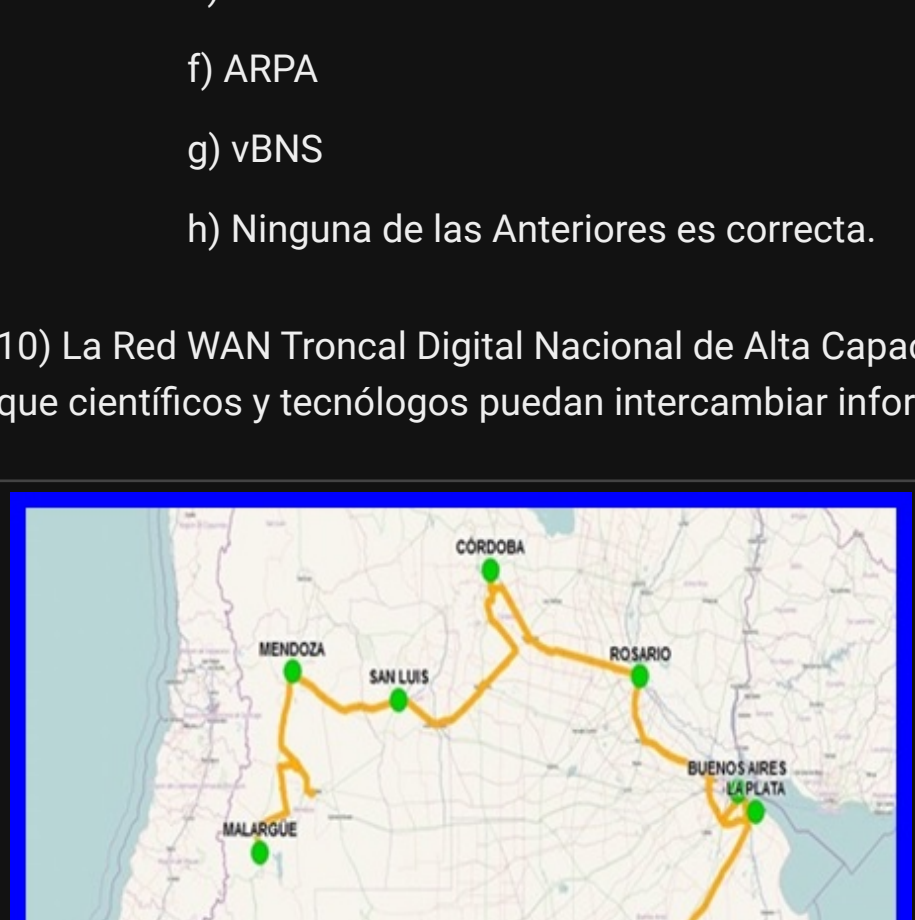 f) ARPA
g) vBNS
h) Ninguna de las Anteriores es correcta.
10) La Red WAN Troncal Digital Nacional de Alta Capac
que científicos y tecnólogos puedan intercambiar infor
CÓRDOBA
MENDOZA
SAN LUIS
ROSARIO
BUENOS AIRES
LA PLATA
MALARGÜE